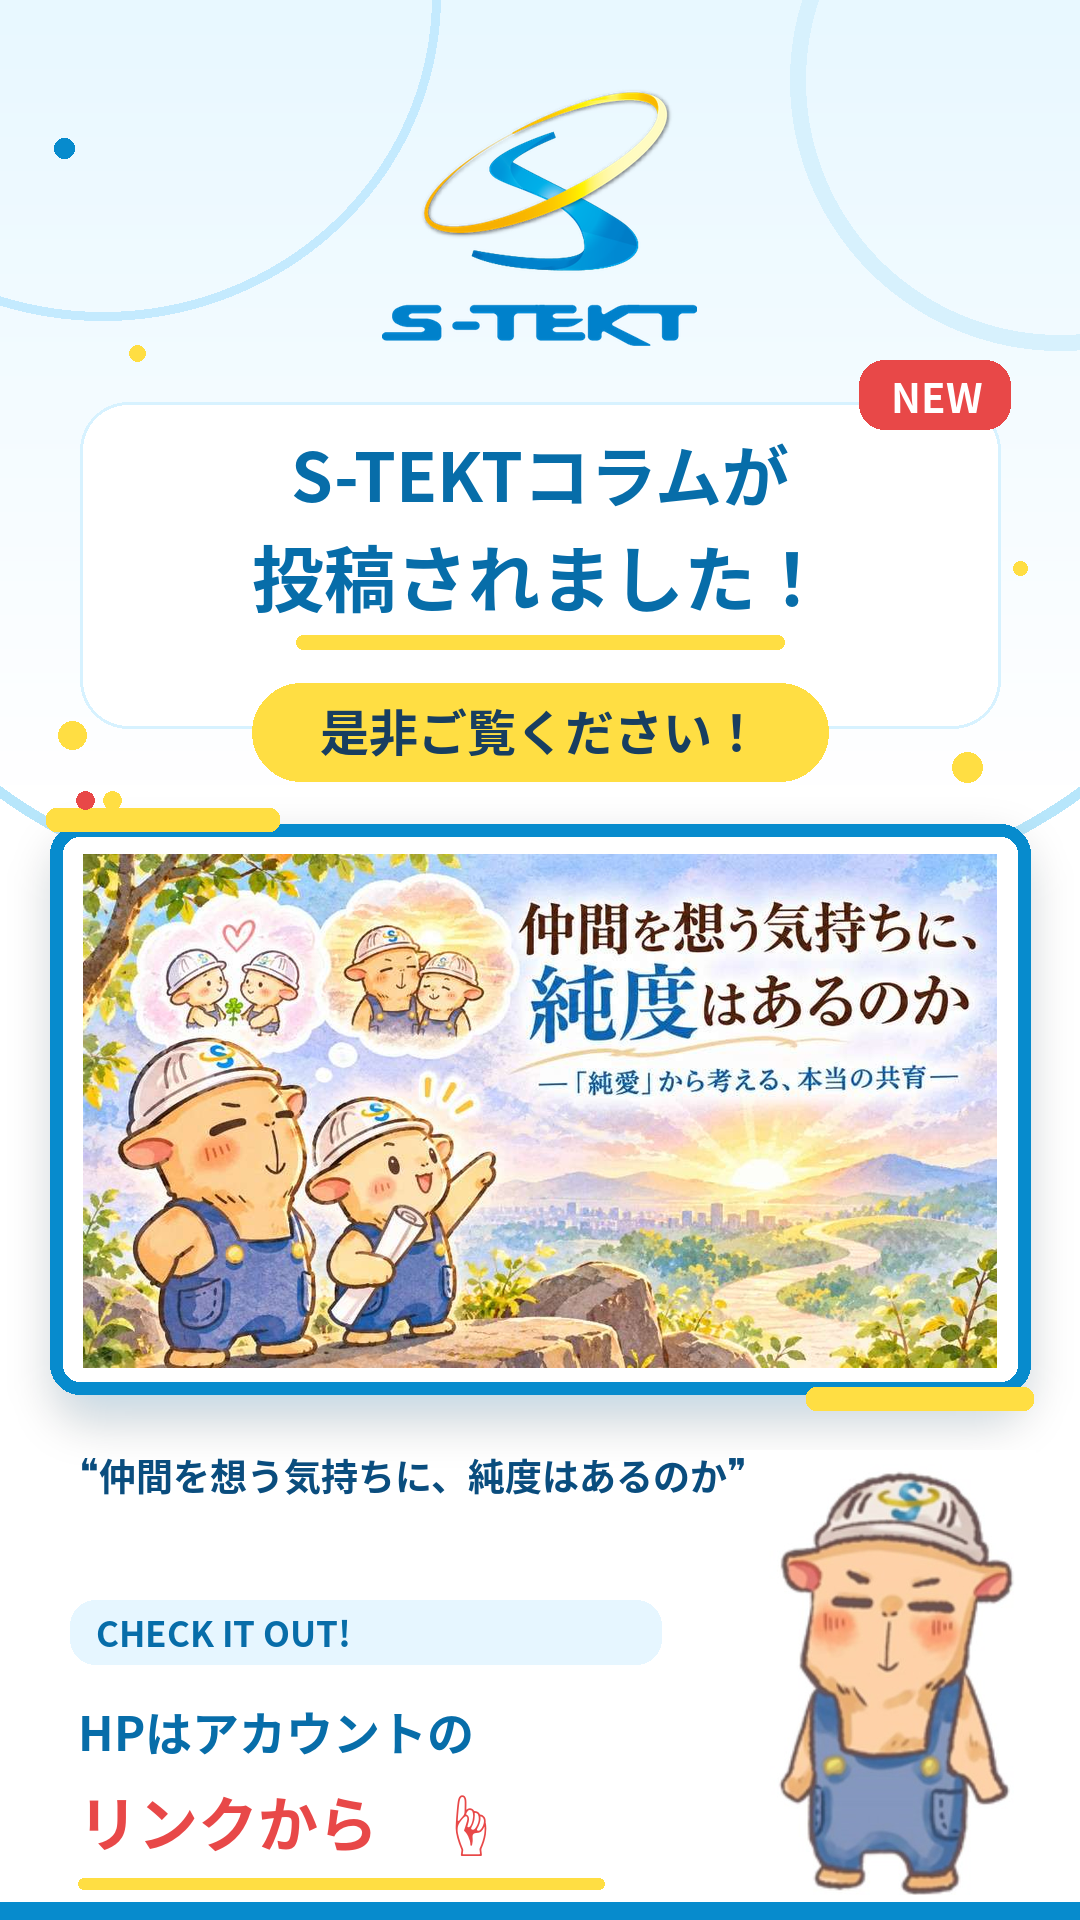 S-TEKT
NEW
S-TEKTコラムが
投稿されました！
是非ご覧ください！
仲間を想う気持ちに、
純度はあるのか
―「純愛」から考える、本当の共育―
“仲間を想う気持ちに、純度はあるのか”
CHECK IT OUT!
HPはアカウントの
リンクから ☝